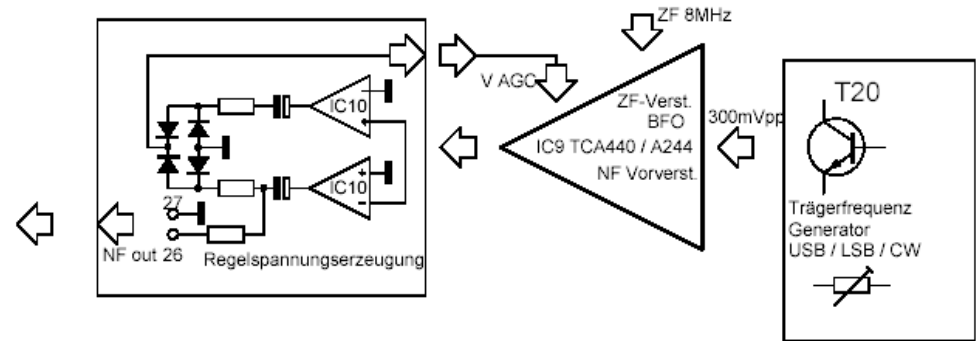 ZF 8MHz
V AGC
IC10
ZF-Verst.
BFO
IC9 TCA440 / A244
NF Vorverst.
300mVpp
T20
+
IC10
+
-
27
NF out 26
Regelspannungserzeugung
Trägerfrequenz
Generator
USB / LSB / CW